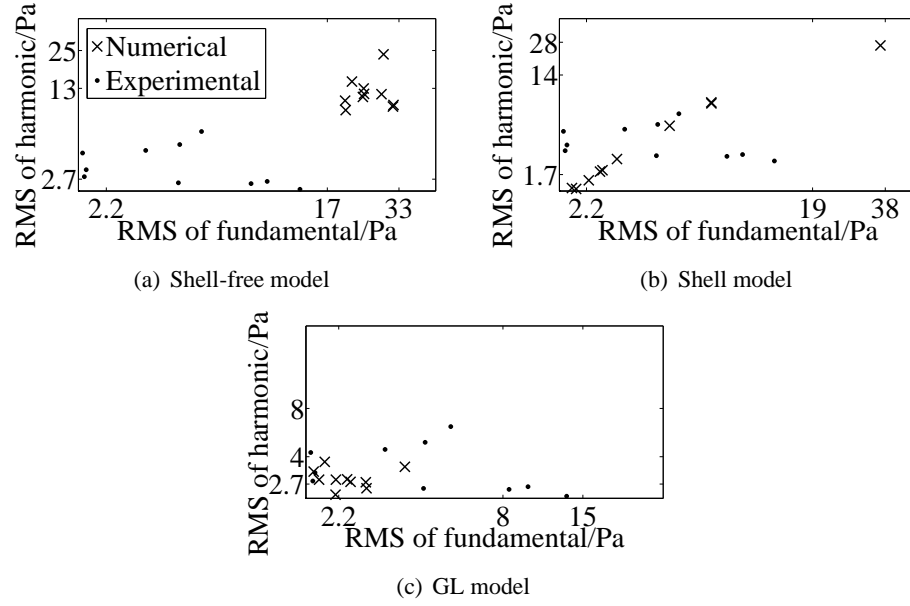 RMS of harmonic/Pa
25
13
2.7
× Numerical
• Experimental
2.2
17
33
RMS of fundamental/Pa
(a) Shell-free model
RMS of harmonic/Pa
28
14
1.7
2.2
19
38
RMS of fundamental/Pa
(b) Shell model
RMS of harmonic/Pa
8
4
2.7
2.2
8
15
RMS of fundamental/Pa
(c) GL model